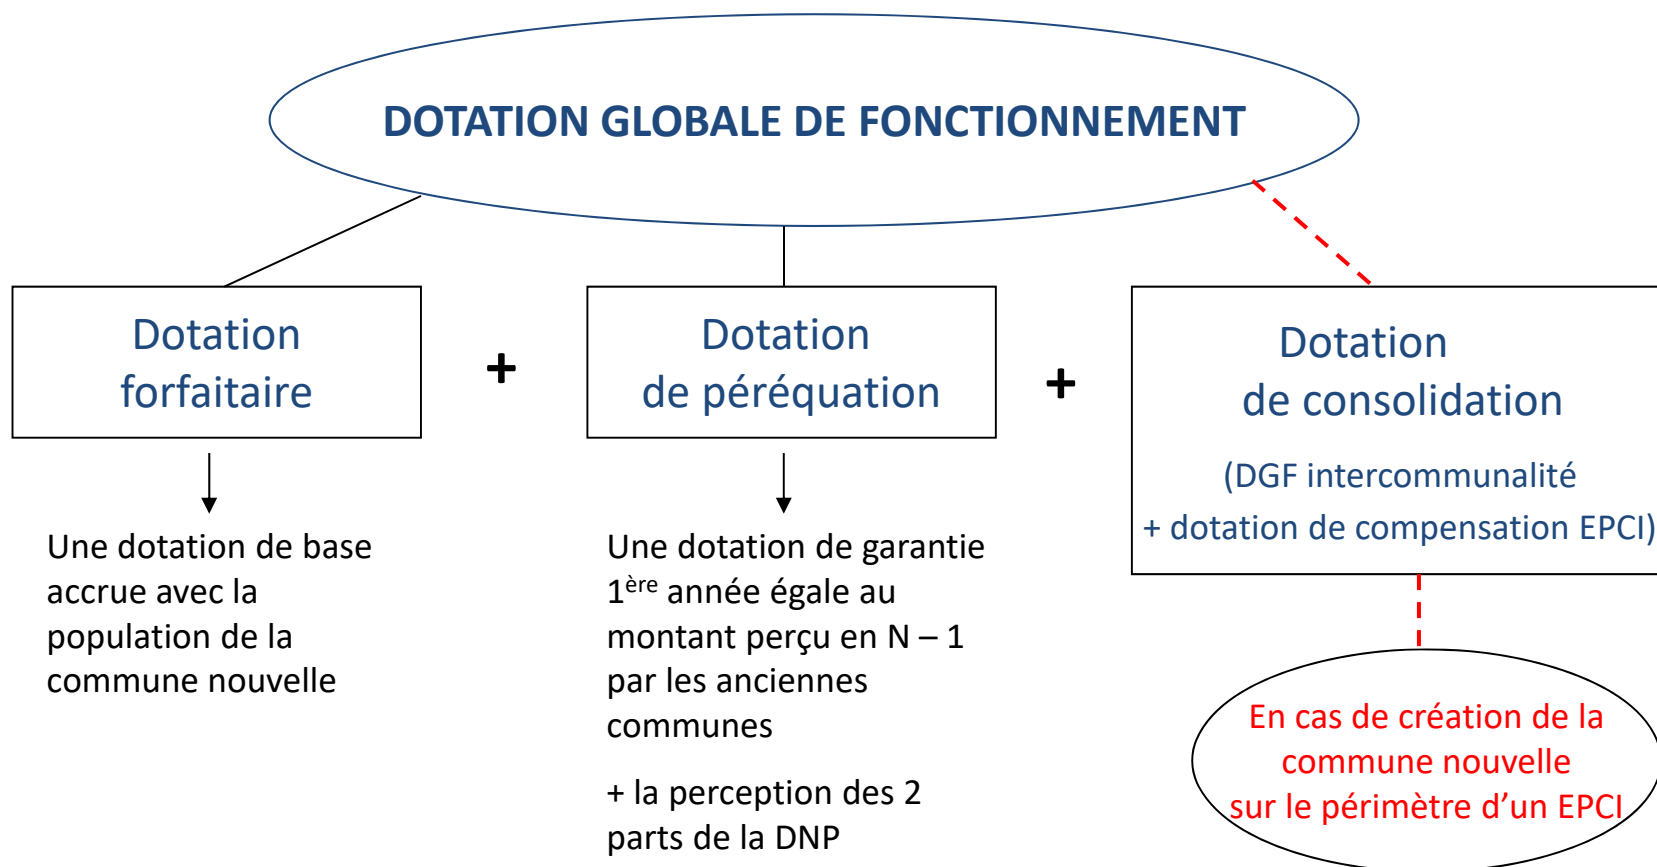 DOTATION GLOBALE DE FONCTIONNEMENT
Dotation
forfaitaire
+
Dotation
de péréquation
+
Dotation
de consolidation
(DGF intercommunalité
+ dotation de compensation EPCI)
Une dotation de base
accrue avec la
population de la
commune nouvelle
Une dotation de garantie
1ère année égale au
montant perçu en N – 1
par les anciennes
communes
+ la perception des 2
parts de la DNP
En cas de création de la
commune nouvelle
sur le périmètre d’un EPCI